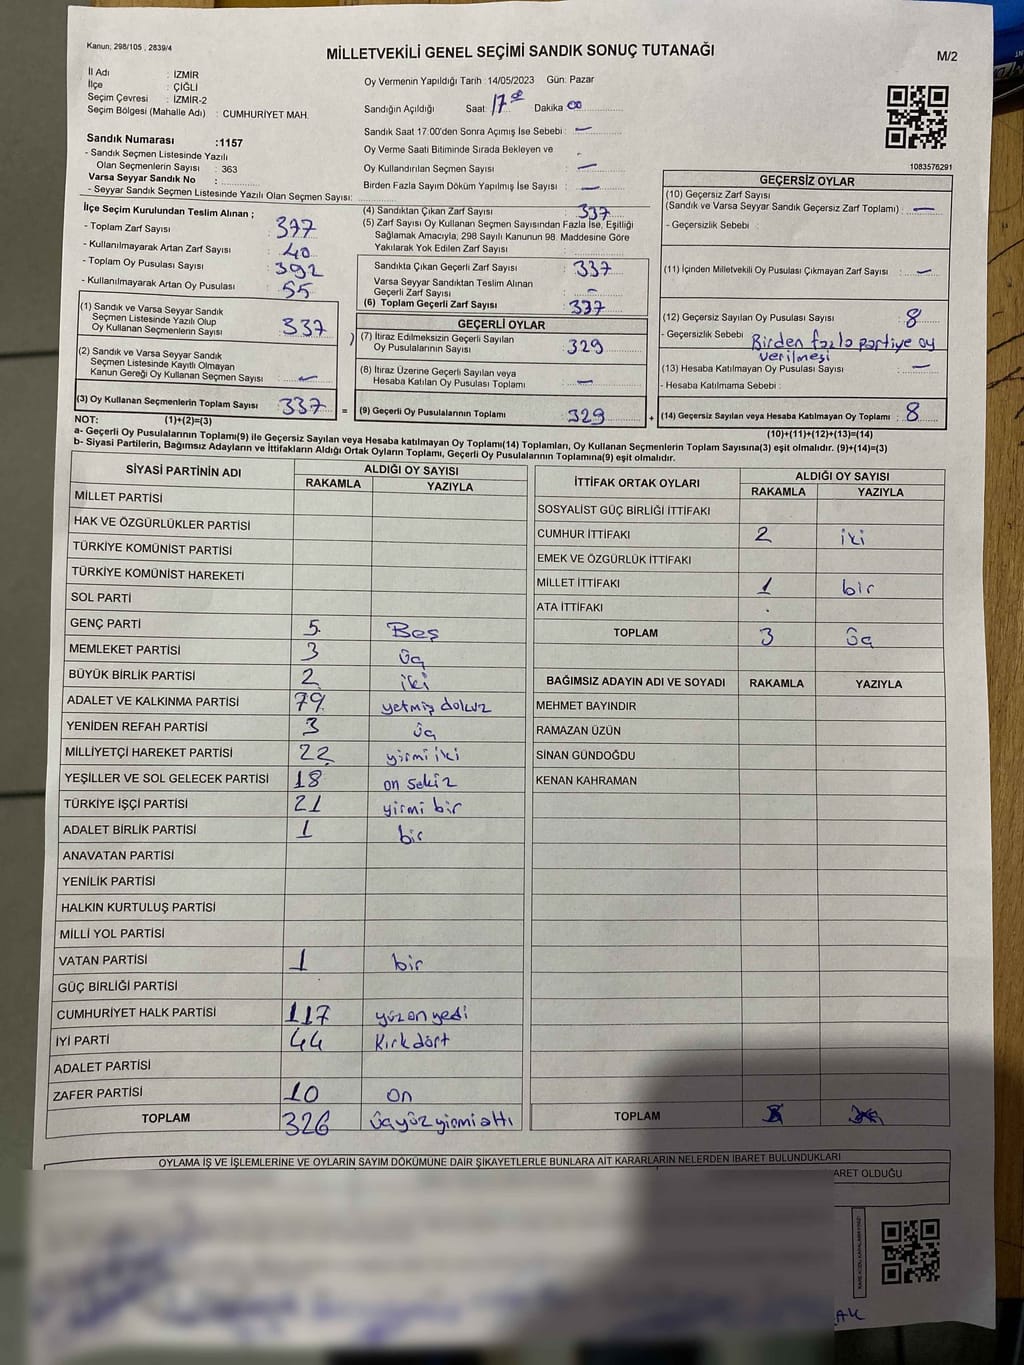 Kanun; 298/105 , 2839/4
MİLLETVEKİLİ GENEL SEÇİMİ SANDIK SONUÇ TUTANAĞI
M/2
İl Adı : İZMİR
İlçe : ÇİĞLİ
Seçim Çevresi : İZMİR-2
Seçim Bölgesi (Mahalle Adı) : CUMHURİYET MAH.
Sandık Numarası :1157
- Sandık Seçmen Listesinde Yazılı
Olan Seçmenlerin Sayısı : 363
Varsa Seyyar Sandık No :
- Seyyar Sandık Seçmen Listesinde Yazılı Olan Seçmen Sayısı:
Oy Vermenin Yapıldığı Tarih :14/05/2023 Gün: Pazar
Sandığın Açıldığı Saat: 17 00 Dakika 00
Sandık Saat 17:00'den Sonra Açımış İse Sebebi : —
Oy Verme Saati Bitiminde Sırada Bekleyen ve
Oy Kullandırılan Seçmen Sayısı : —
Birden Fazla Sayım Döküm Yapılmış İse Sayısı : —
1083576291
İlçe Seçim Kurulundan Teslim Alınan ;
- Toplam Zarf Sayısı : 377
- Kullanılmayarak Artan Zarf Sayısı : 40
- Toplam Oy Pusulası Sayısı : 392
- Kullanılmayarak Artan Oy Pusulası : 55
(1) Sandık ve Varsa Seyyar Sandık
Seçmen Listesinde Yazılı Olup
Oy Kullanan Seçmenlerin Sayısı : 337
(2) Sandık ve Varsa Seyyar Sandık
Seçmen Listesinde Kayıtlı Olmayan
Kanun Gereği Oy Kullanan Seçmen Sayısı : —
(3) Oy Kullanan Seçmenlerin Toplam Sayısı : 337
(1)+(2)=(3)
(4) Sandıktan Çıkan Zarf Sayısı : 337
(5) Zarf Sayısı Oy Kullanan Seçmen Sayısından Fazla İse, Eşitliği
Sağlamak Amacıyla, 298 Sayılı Kanunun 98. Maddesine Göre
Yakılarak Yok Edilen Zarf Sayısı :
Sandıkta Çıkan Geçerli Zarf Sayısı : 337
Varsa Seyyar Sandıktan Teslim Alınan
Geçerli Zarf Sayısı : —
(6) Toplam Geçerli Zarf Sayısı : 337
GEÇERLİ OYLAR
(7) İtiraz Edilmeksizin Geçerli Sayılan
Oy Pusulalarının Sayısı : 329
(8) İtiraz Üzerine Geçerli Sayılan veya
Hesaba Katılan Oy Pusulası Toplamı : —
= (9) Geçerli Oy Pusulalarının Toplamı : 329
GEÇERSİZ OYLAR
(10) Geçersiz Zarf Sayısı
(Sandık ve Varsa Seyyar Sandık Geçersiz Zarf Toplamı) : —
- Geçersizlik Sebebi :
(11) İçinden Milletvekili Oy Pusulası Çıkmayan Zarf Sayısı : —
(12) Geçersiz Sayılan Oy Pusulası Sayısı : 8
- Geçersizlik Sebebi : Birden fazla partiye oy
verilmesi
(13) Hesaba Katılmayan Oy Pusulası Sayısı : —
- Hesaba Katılmama Sebebi :
+ (14) Geçersiz Sayılan veya Hesaba Katılmayan Oy Toplamı : 8
(10)+(11)+(12)+(13)=(14)
NOT:
a- Geçerli Oy Pusulalarının Toplamı(9) ile Geçersiz Sayılan veya Hesaba katılmayan Oy Toplamı(14) Toplamları, Oy Kullanan Seçmenlerin Toplam Sayısına(3) eşit olmalıdır. (9)+(14)=(3)
b- Siyasi Partilerin, Bağımsız Adayların ve İttifakların Aldığı Ortak Oyların Toplamı, Geçerli Oy Pusulalarının Toplamına(9) eşit olmalıdır.
SİYASİ PARTİNİN ADI ALDIĞI OY SAYISI
RAKAMLA YAZIYLA
MİLLET PARTİSİ
HAK VE ÖZGÜRLÜKLER PARTİSİ
TÜRKİYE KOMÜNİST PARTİSİ
TÜRKİYE KOMÜNİST HAREKETİ
SOL PARTİ
GENÇ PARTİ 5 Beş
MEMLEKET PARTİSİ 3 üç
BÜYÜK BİRLİK PARTİSİ 2 iki
ADALET VE KALKINMA PARTİSİ 79 yetmiş dokuz
YENİDEN REFAH PARTİSİ 3 üç
MİLLİYETÇİ HAREKET PARTİSİ 22 yirmi iki
YEŞİLLER VE SOL GELECEK PARTİSİ 18 on sekiz
TÜRKİYE İŞÇİ PARTİSİ 21 yirmi bir
ADALET BİRLİK PARTİSİ 1 bir
ANAVATAN PARTİSİ
YENİLİK PARTİSİ
HALKIN KURTULUŞ PARTİSİ
MİLLİ YOL PARTİSİ
VATAN PARTİSİ 1 bir
GÜÇ BİRLİĞİ PARTİSİ
CUMHURİYET HALK PARTİSİ 117 yüz on yedi
İYİ PARTİ 44 Kırk dört
ADALET PARTİSİ
ZAFER PARTİSİ 10 on
TOPLAM 326 üçyüz yirmi altı
İTTİFAK ORTAK OYLARI ALDIĞI OY SAYISI
RAKAMLA YAZIYLA
SOSYALIST GÜÇ BİRLİĞİ İTTİFAKI
CUMHUR İTTİFAKI 2 iki
EMEK VE ÖZGÜRLÜK İTTİFAKI
MİLLET İTTİFAKI 1 bir
ATA İTTİFAKI
TOPLAM 3 üç
BAĞIMSIZ ADAYIN ADI VE SOYADI RAKAMLA YAZIYLA
MEHMET BAYINDIR
RAMAZAN ÜZÜN
SİNAN GÜNDOĞDU
KENAN KAHRAMAN
TOPLAM
OYLAMA İŞ VE İŞLEMLERİNE VE OYLARIN SAYIM DÖKÜMÜNE DAİR ŞİKAYETLERLE BUNLARA AİT KARARLARIN NELERDEN İBARET BULUNDUKLARI
ARET OLDUĞU